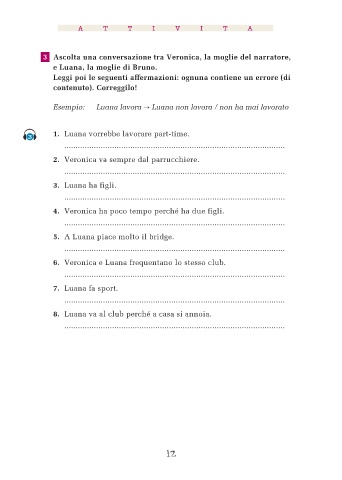 A T T I V I T A
3 Ascolta una conversazione tra Veronica, la moglie del narratore,
e Luana, la moglie di Bruno.
Leggi poi le seguenti affermazioni: ognuna contiene un errore (di
contenuto). Correggilo!
Esempio: Luana lavora → Luana non lavora / non ha mai lavorato
1. Luana vorrebbe lavorare part-time.
2. Veronica va sempre dal parrucchiere.
3. Luana ha figli.
4. Veronica ha poco tempo perché ha due figli.
5. A Luana piace molto il bridge.
6. Veronica e Luana frequentano lo stesso club.
7. Luana fa sport.
8. Luana va al club perché a casa si annoia.
12